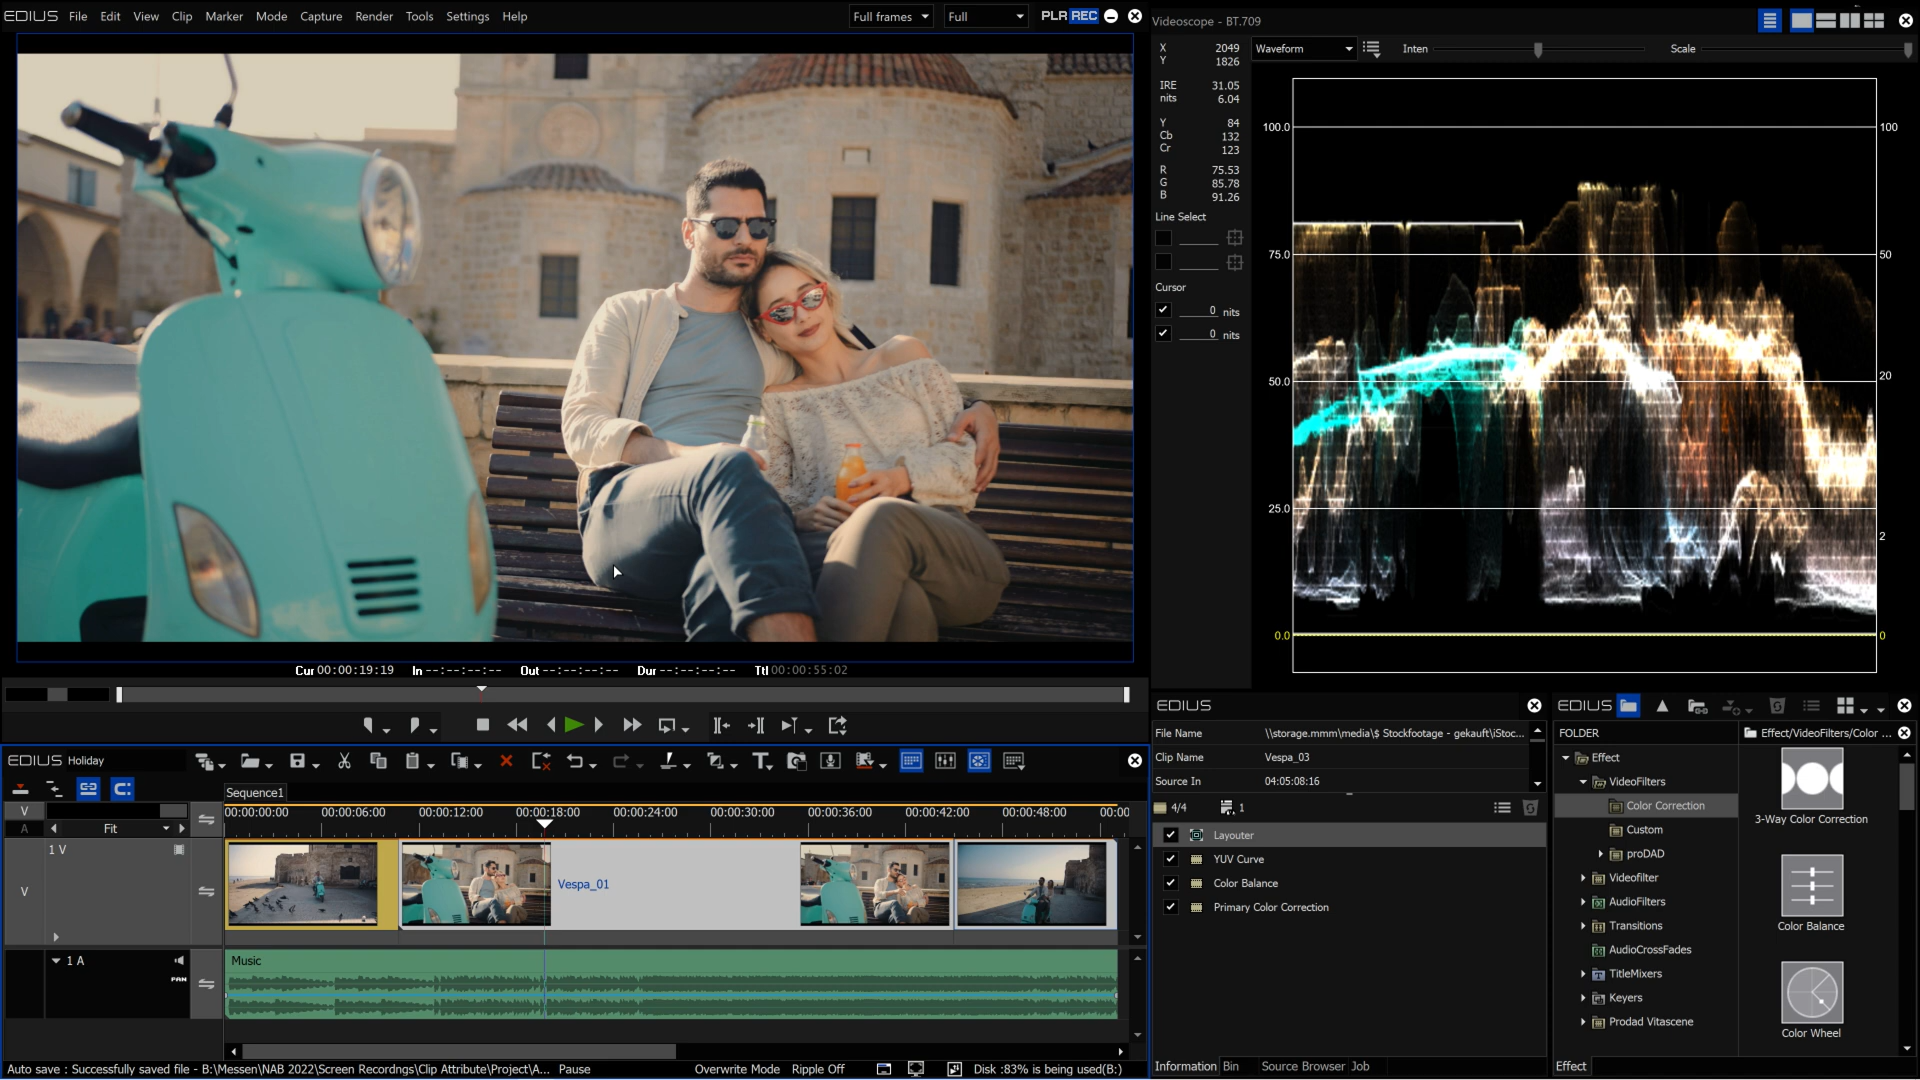 EDIUS File Edit View Clip Marker Mode Capture Render Tools Settings Help Full frames Full PLR REC
Cur 00:00:19:19 In --:--:--:-- Out --:--:--:-- Dur --:--:--:-- Ttl 00:00:55:02
Videoscope - BT.709
X 2049
Y 1826
IRE 31.05
nits 6.04
Y 84
Cb 132
Cr 123
R 75.53
G 85.78
B 91.26
Line Select
Cursor
0 nits
0 nits
Waveform Inten Scale
100.0 100
75.0 50
50.0 20
25.0 2
0.0 0
EDIUS Holiday
Sequence1
V
A Fit
00:00:00:00 00:00:06:00 00:00:12:00 00:00:18:00 00:00:24:00 00:00:30:00 00:00:36:00 00:00:42:00 00:00:48:00 00:00
1 V
V Vespa_01
1 A Music
PAN
Auto save : Successfully saved file - B:\Messen\NAB 2022\Screen Recordngs\Clip Attribute\Project\A... Pause Overwrite Mode Ripple Off Disk :83% is being used(B:)
EDIUS
File Name \\storage.mmm\media\$ Stockfootage - gekauft\iStoc...
Clip Name Vespa_03
Source In 04:05:08:16
4/4 1
Layouter
YUV Curve
Color Balance
Primary Color Correction
Information Bin Source Browser Job
EDIUS
FOLDER Effect/VideoFilters/Color ...
Effect
VideoFilters
Color Correction
Custom
proDAD
Videofilter
AudioFilters
Transitions
AudioCrossFades
TitleMixers
Keyers
Prodad Vitascene
3-Way Color Correction
Color Balance
Color Wheel
Effect